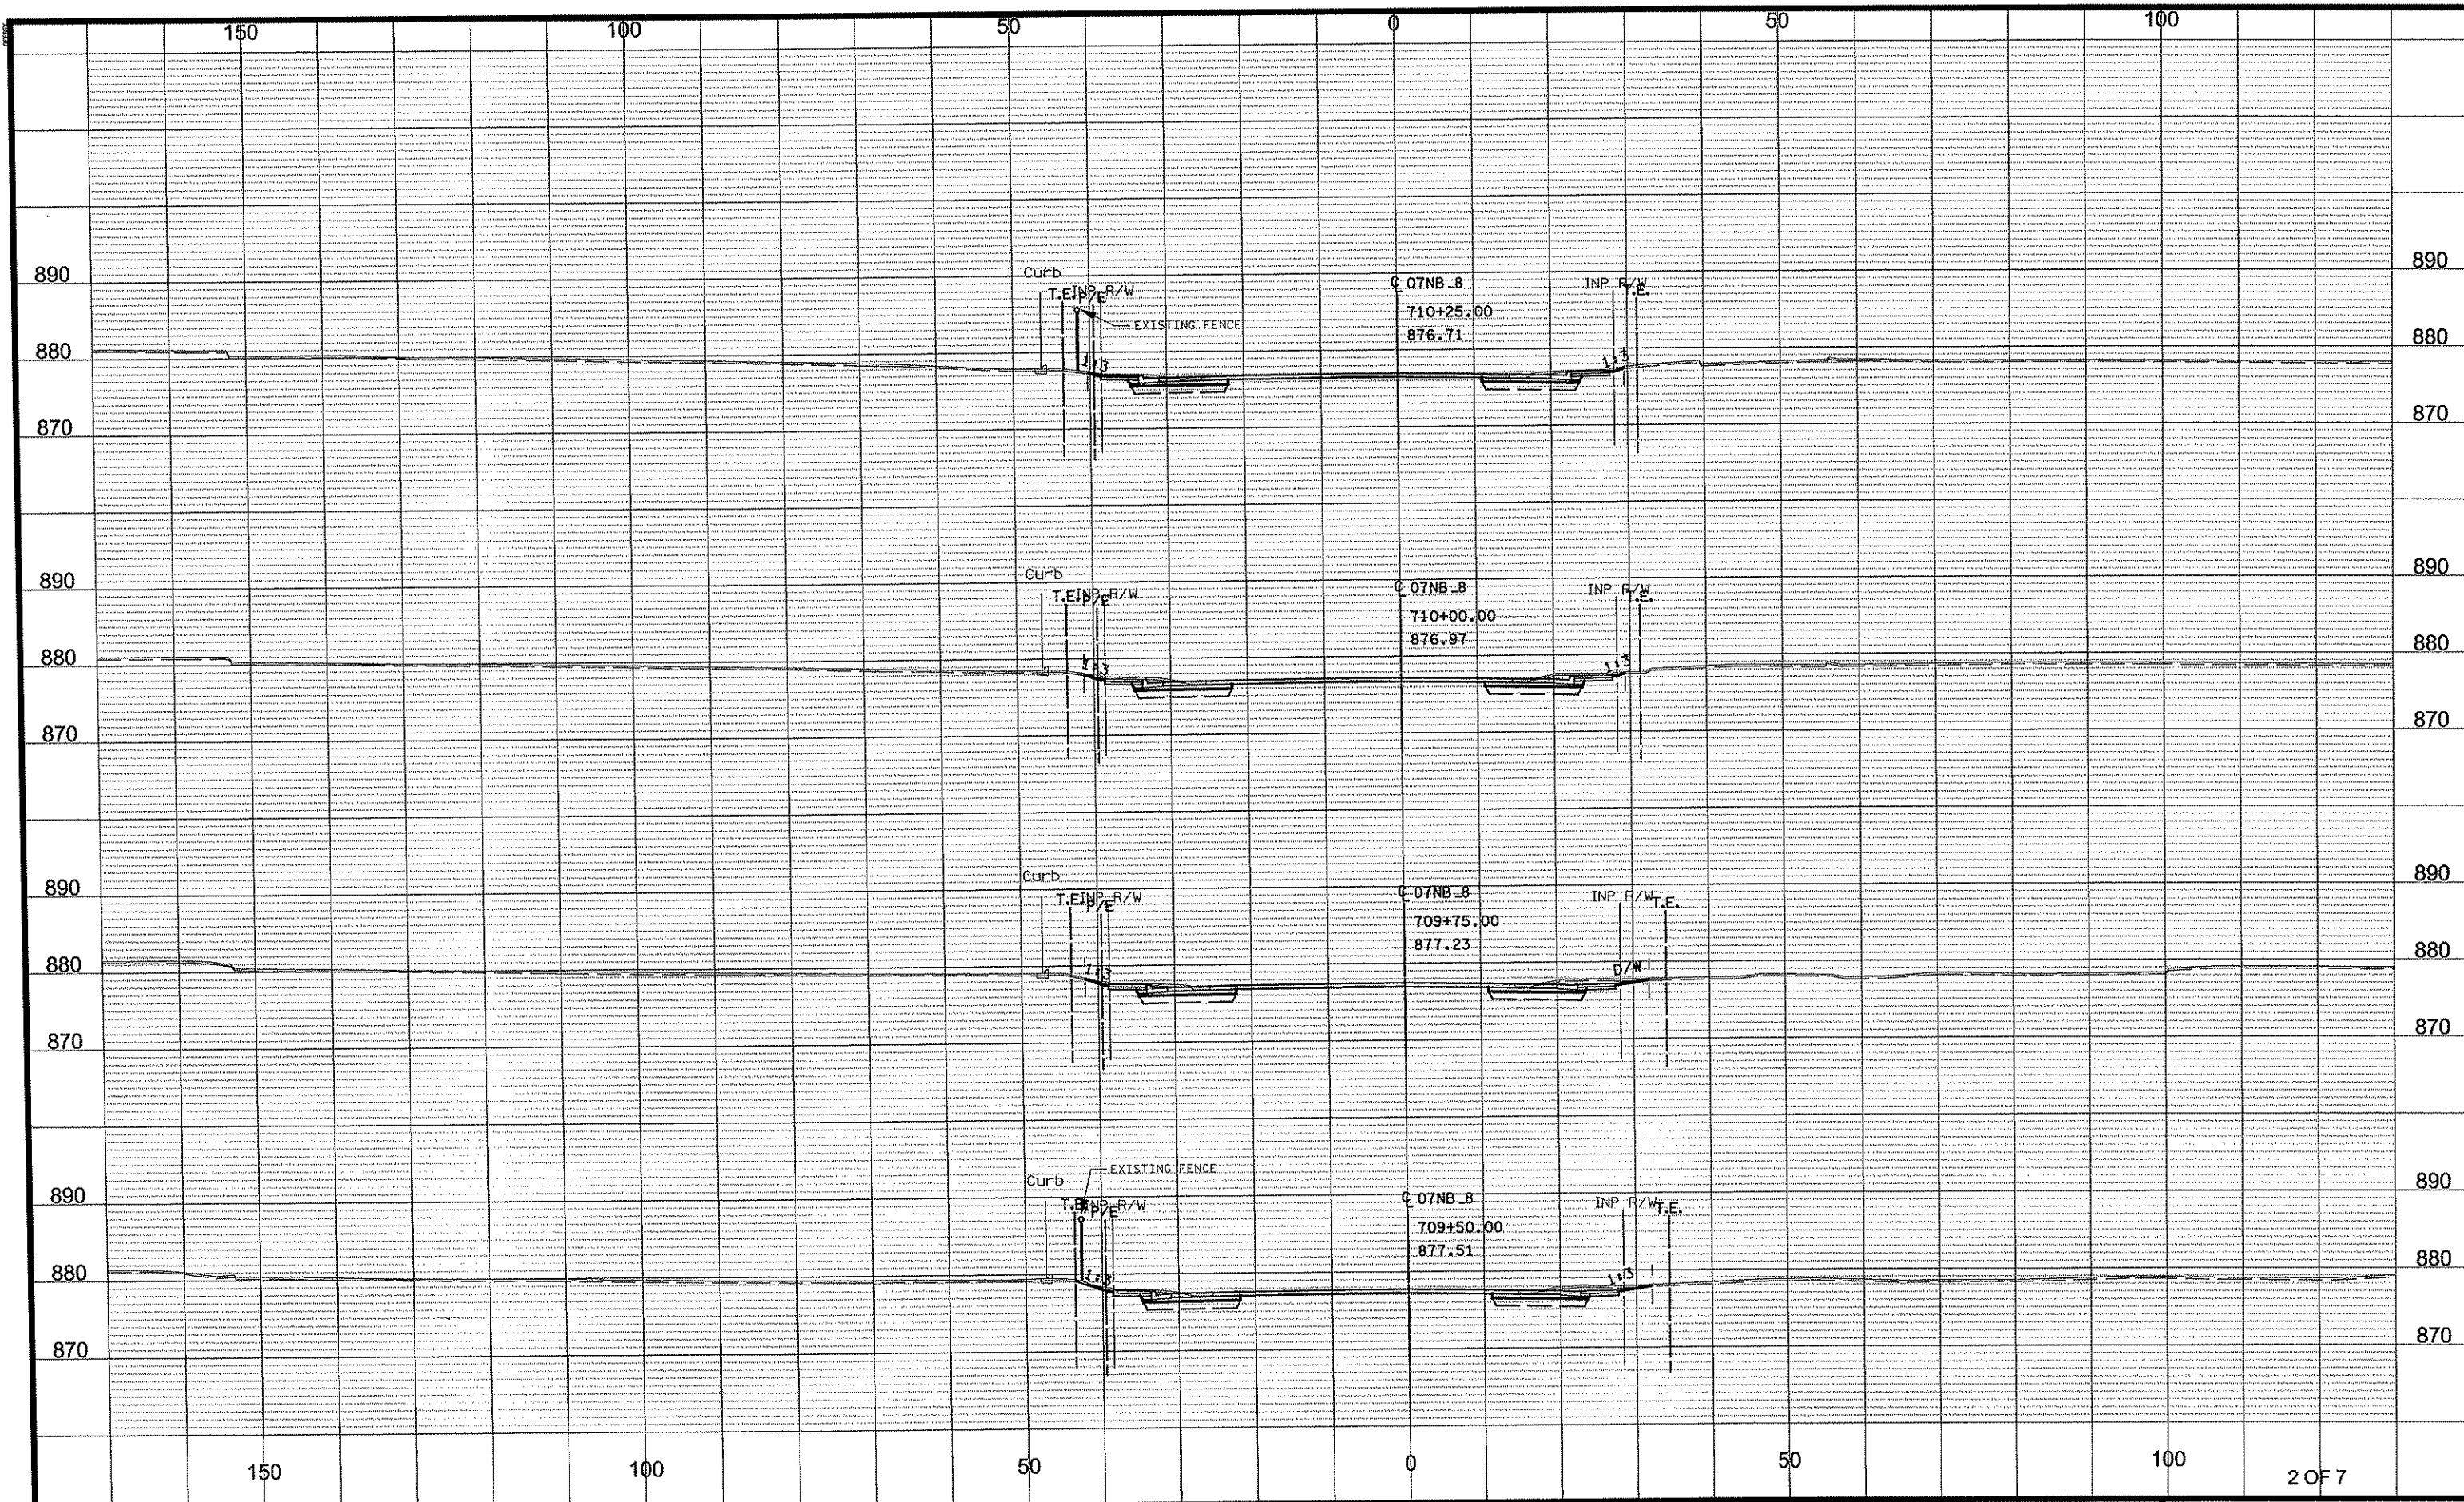 150 100 50 0 50 100
Curb
T.E. INP R/W
P/E
EXISTING FENCE
℄ 07NB_8
710+25.00
876.71
INP R/W
T.E.
890 890
880 880
1:3 1:3
870 870
Curb
T.E. INP R/W
P/E
℄ 07NB_8
710+00.00
876.97
INP R/W
T.E.
890 890
880 880
1:3 1:3
870 870
Curb
T.E. INP R/W
P/E
℄ 07NB_8
709+75.00
877.23
INP R/W T.E.
890 890
880 880
1:3 D/W
870 870
EXISTING FENCE
Curb
T.E. INP R/W
P/E
℄ 07NB_8
709+50.00
877.51
INP R/W T.E.
890 890
880 880
1:3 1:3
870 870
150 100 50 0 50 100
2 OF 7